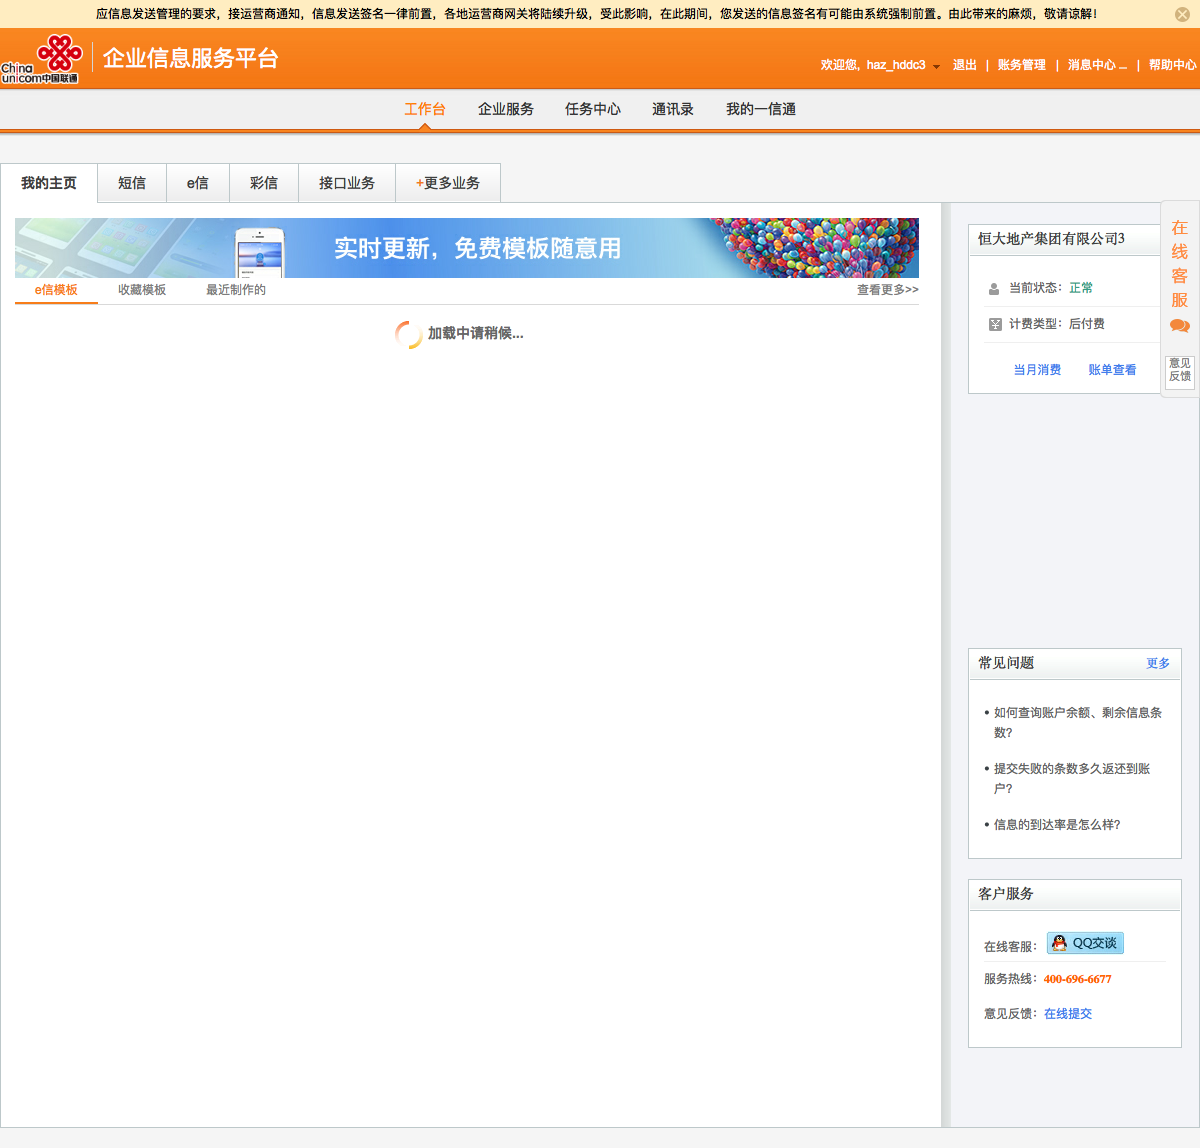 应信息发送管理的要求，接运营商通知，信息发送签名一律前置，各地运营商网关将陆续升级，受此影响，在此期间，您发送的信息签名有可能由系统强制前置。由此带来的麻烦，敬请谅解！
China
unicom中国联通
企业信息服务平台
欢迎您，haz_hddc3 退出 | 账务管理 | 消息中心 ... | 帮助中心
工作台 企业服务 任务中心 通讯录 我的一信通
我的主页 短信 e信 彩信 接口业务 +更多业务
实时更新，免费模板随意用
e信模板 收藏模板 最近制作的 查看更多>>
加载中请稍候...
恒大地产集团有限公司3
当前状态：正常
计费类型：后付费
当月消费 账单查看
在
线
客
服
意见
反馈
常见问题 更多
• 如何查询账户余额、剩余信息条
数？
• 提交失败的条数多久返还到账
户？
• 信息的到达率是怎么样？
客户服务
在线客服： QQ交谈
服务热线：400-696-6677
意见反馈：在线提交